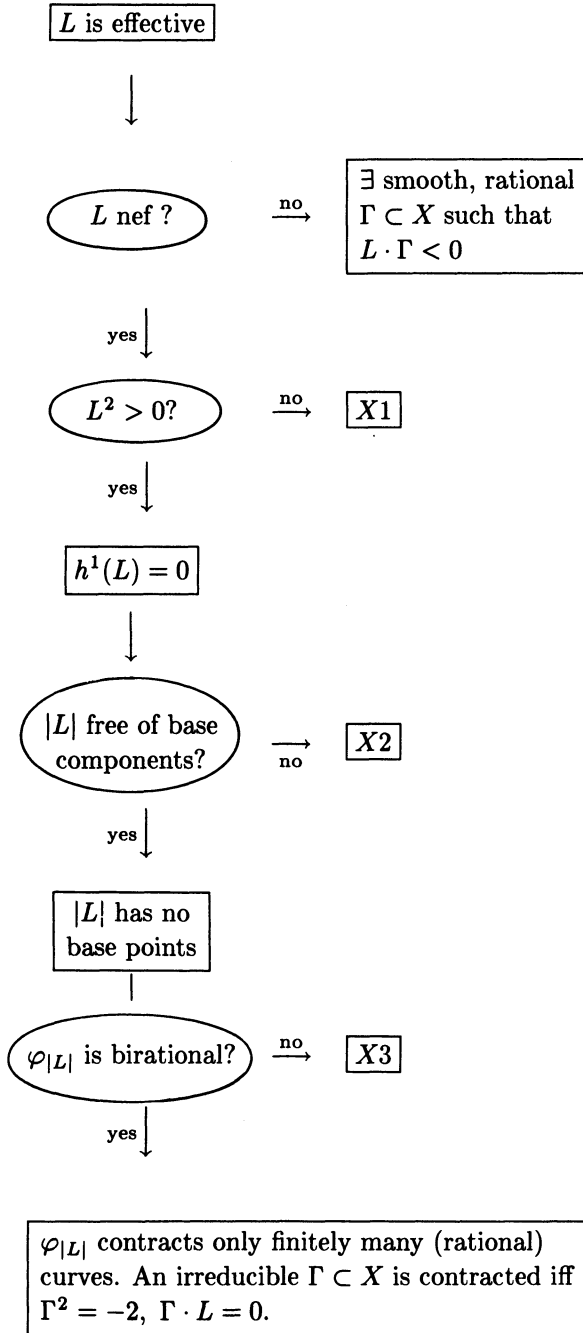 L is effective
L nef ?
no
∃ smooth, rational
Γ ⊂ X such that
L · Γ < 0
yes
L² > 0?
no
X1
yes
h¹(L) = 0
|L| free of base
components?
no
X2
yes
|L| has no
base points
φ|L| is birational?
no
X3
yes
φ|L| contracts only finitely many (rational)
curves. An irreducible Γ ⊂ X is contracted iff
Γ² = −2, Γ · L = 0.